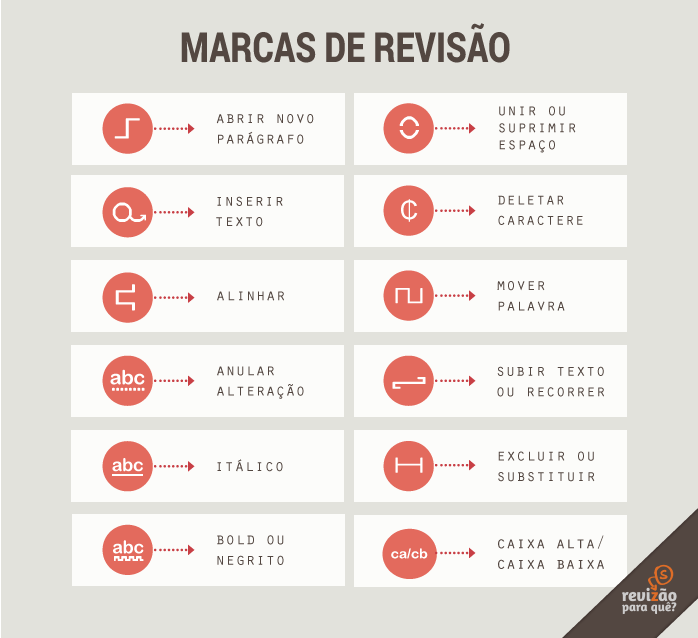 MARCAS DE REVISÃO
ABRIR NOVO
PARÁGRAFO
UNIR OU
SUPRIMIR
ESPAÇO
INSERIR
TEXTO
₵
DELETAR
CARACTERE
ALINHAR
MOVER
PALAVRA
abc
ANULAR
ALTERAÇÃO
SUBIR TEXTO
OU RECORRER
abc
ITÁLICO
EXCLUIR OU
SUBSTITUIR
abc
BOLD OU
NEGRITO
ca/cb
CAIXA ALTA/
CAIXA BAIXA
S
revizão
para quê?